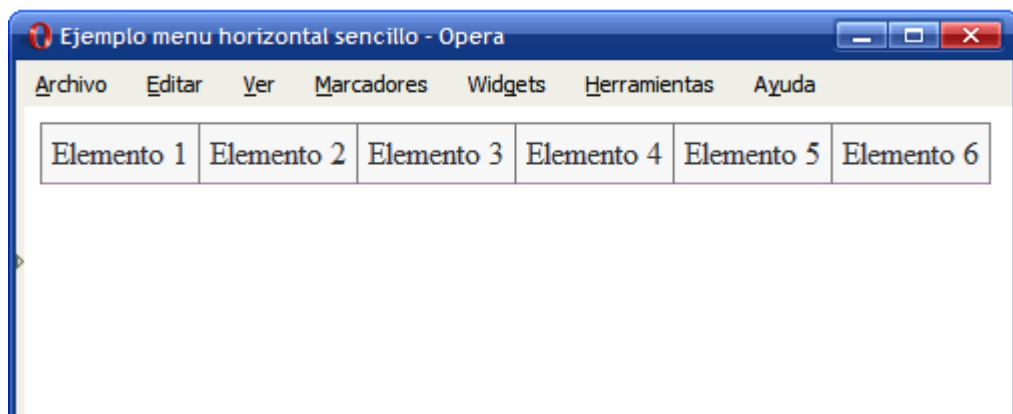 Ejemplo menu horizontal sencillo - Opera
Archivo Editar Ver Marcadores Widgets Herramientas Ayuda
Elemento 1 Elemento 2 Elemento 3 Elemento 4 Elemento 5 Elemento 6